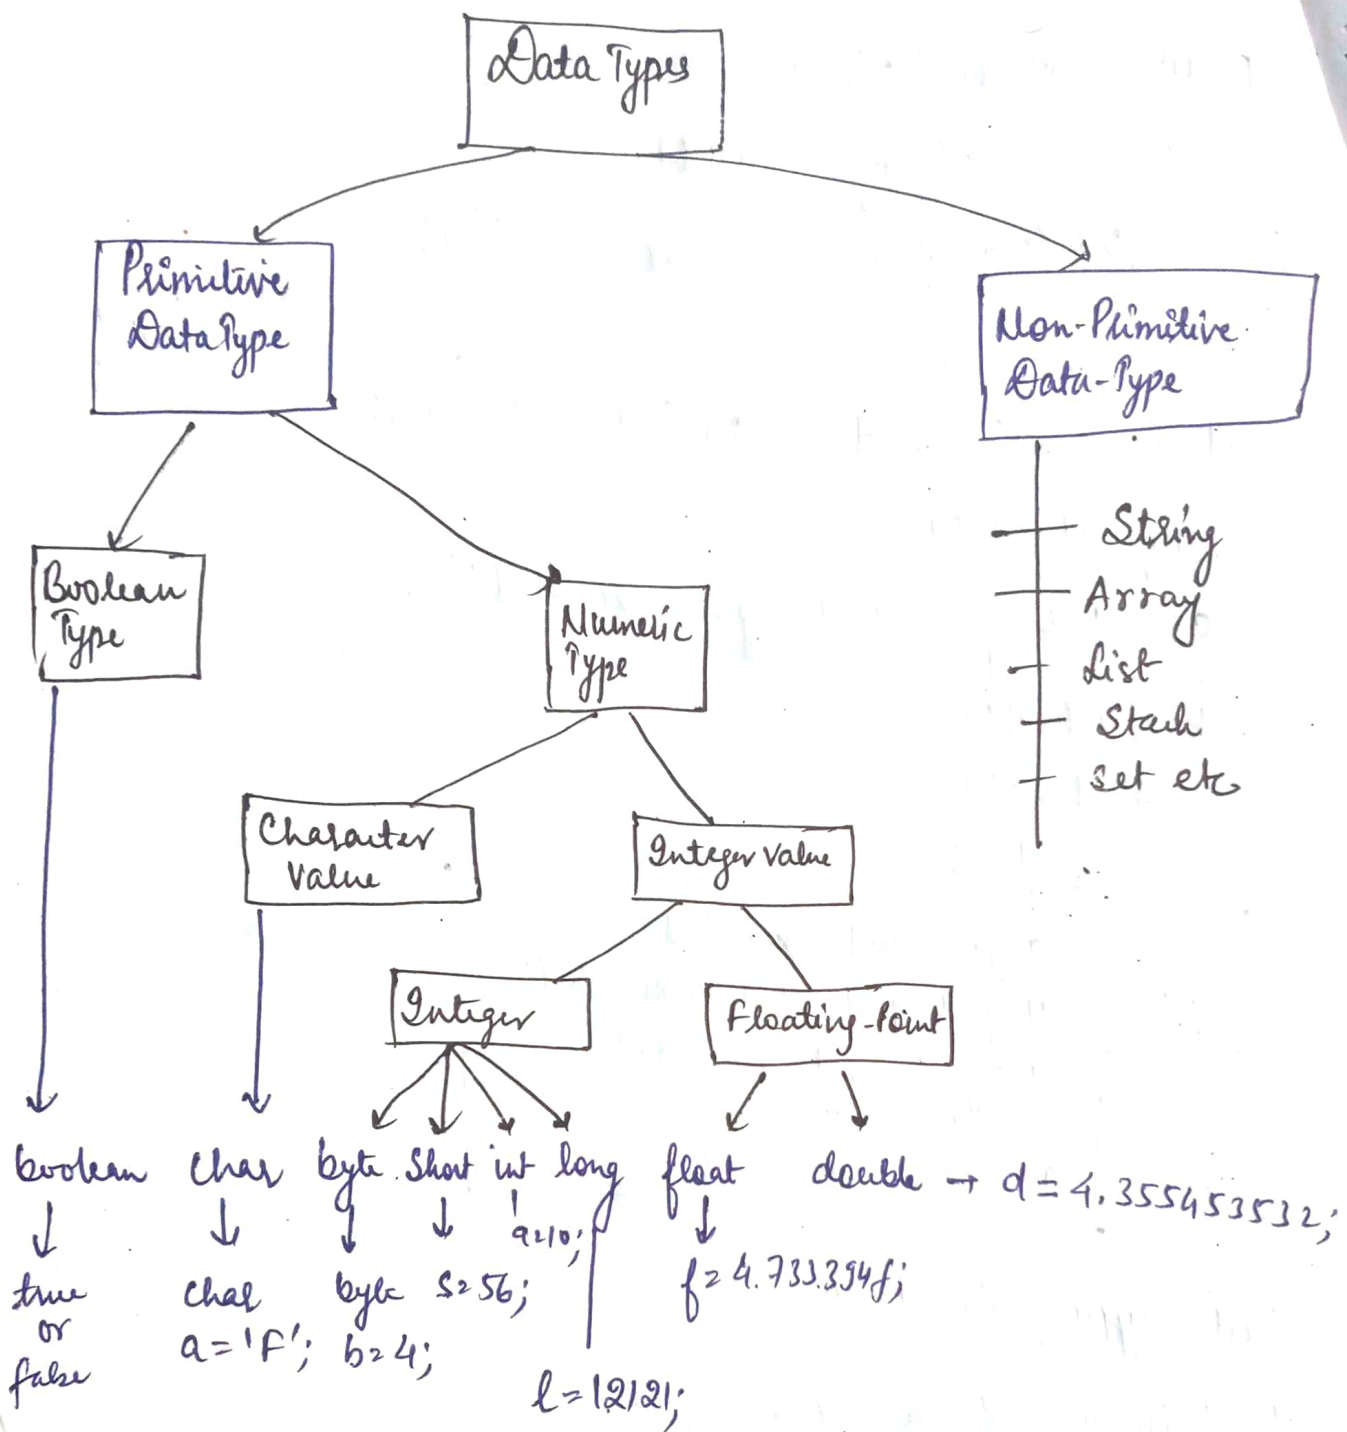 Data Types
Primitive
Data Type
Non-Primitive
Data-Type
String
Array
List
Stack
set etc
Boolean
Type
Numeric
Type
Character
Value
Integer Value
Integer
Floating-Point
boolean char byte short int long float double → d = 4.355453532;
a=10;
true
or
false
char
a = 'F';
byte
b=4;
s=56;
f=4.733394f;
l=12121;